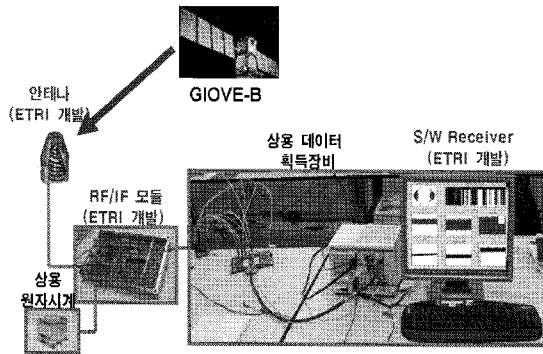 GIOVE-B
안테나
(ETRI 개발)
상용 데이터
획득장비
S/W Receiver
(ETRI 개발)
RF/IF 모듈
(ETRI 개발)
상용
원자시계